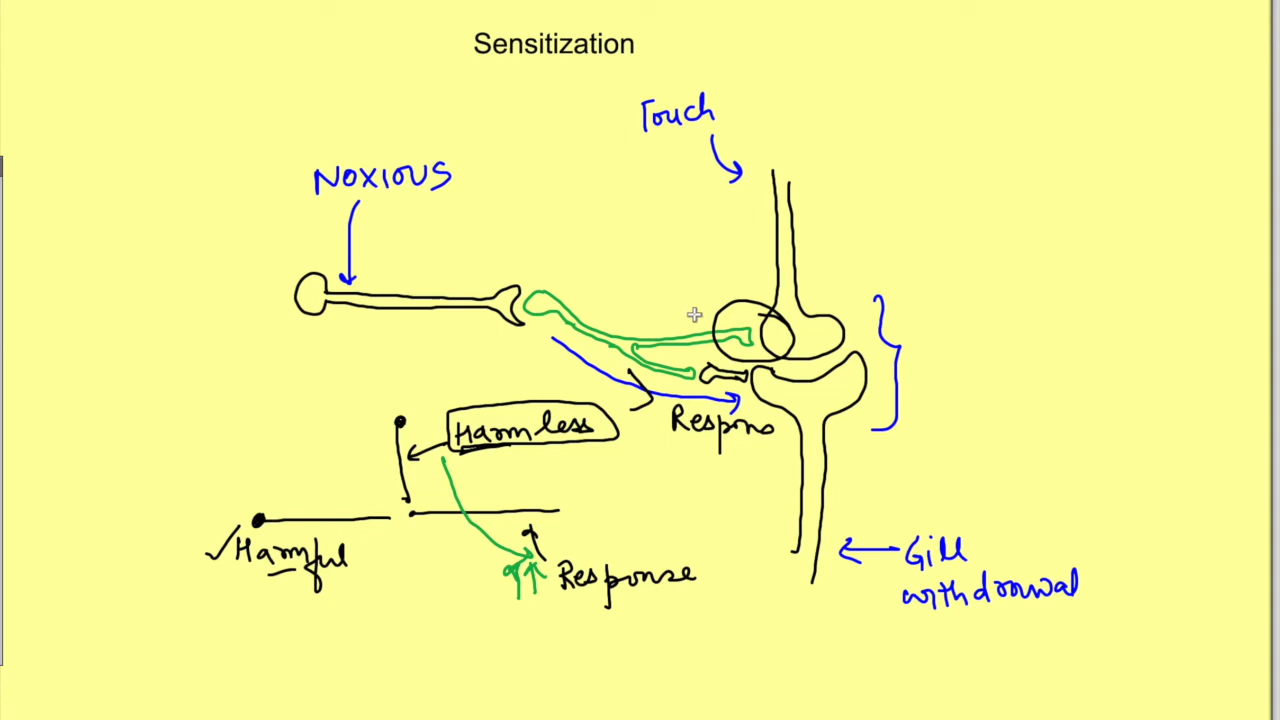 Sensitization
Touch
NOXIOUS
Harmless
Respons
Harmful
Response
Gill
withdrawal